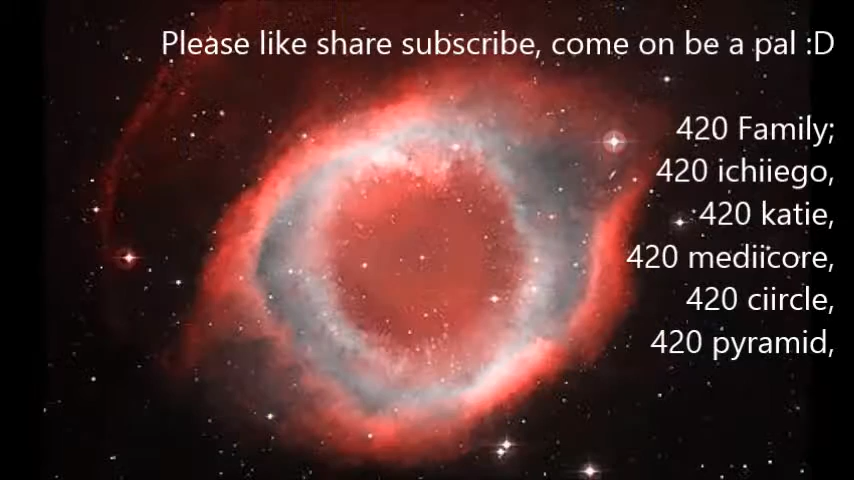 Please like share subscribe, come on be a pal :D
420 Family;
420 ichiiego,
420 katie,
420 mediicore,
420 ciircle,
420 pyramid,